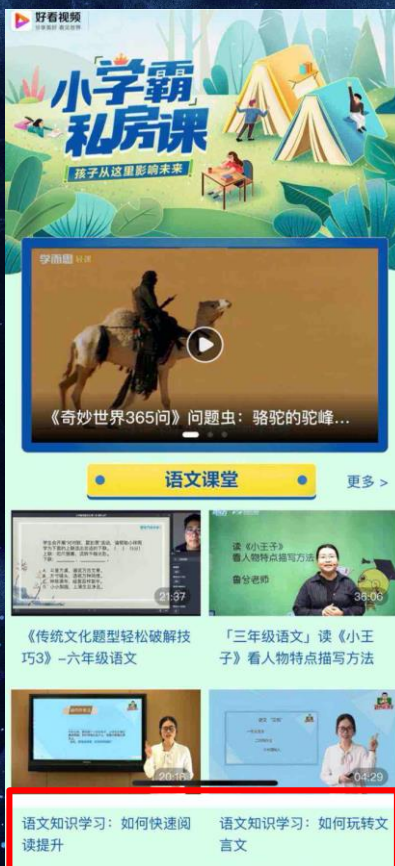 好看视频
分享美好 看见世界
小学霸
私房课
孩子从这里影响未来
学而思
《奇妙世界365问》问题虫：骆驼的驼峰...
语文课堂
更多 >
21:37
读《小王子》
看人物特点描写方法
鲁兮老师
36:06
《传统文化题型轻松破解技
巧3》-六年级语文
「三年级语文」读《小王
子》看人物特点描写方法
20:16
04:29
语文知识学习：如何快速阅
读提升
语文知识学习：如何玩转文
言文